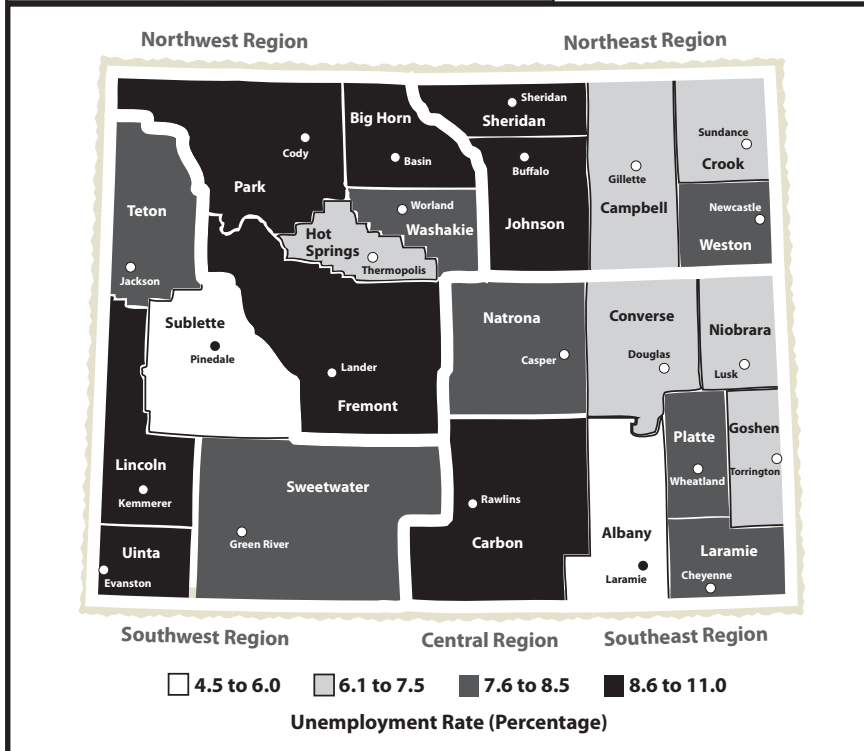 Northwest Region
Northeast Region
Sheridan
Big Horn
Sheridan
Sundance
Cody
Basin
Buffalo
Gillette
Crook
Park
Teton
Worland
Campbell
Newcastle
Hot
Springs
Washakie
Johnson
Weston
Jackson
Thermopolis
Sublette
Natrona
Converse
Niobrara
Pinedale
Casper
Douglas
Lander
Lusk
Fremont
Platte
Goshen
Lincoln
Wheatland
Torrington
Kemmerer
Sweetwater
Rawlins
Green River
Carbon
Albany
Uinta
Laramie
Evanston
Laramie
Cheyenne
Southwest Region
Central Region
Southeast Region
4.5 to 6.0
6.1 to 7.5
7.6 to 8.5
8.6 to 11.0
Unemployment Rate (Percentage)